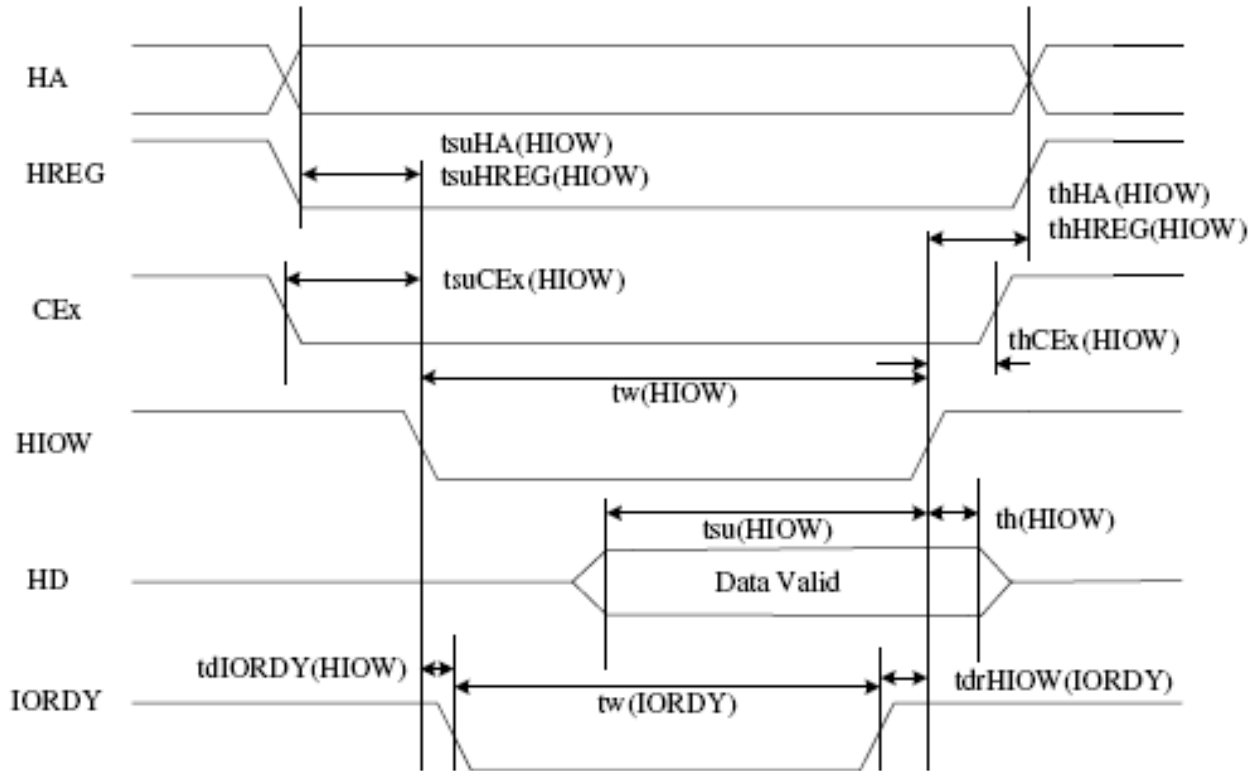 HA
tsuHA(HIOW)
HREG
tsuHREG(HIOW)
thHA(HIOW)
thHREG(HIOW)
tsuCEx(HIOW)
CEx
thCEx(HIOW)
tw(HIOW)
HIOW
tsu(HIOW)
th(HIOW)
HD
Data Valid
tdIORDY(HIOW)
tdrHIOW(IORDY)
IORDY
tw(IORDY)